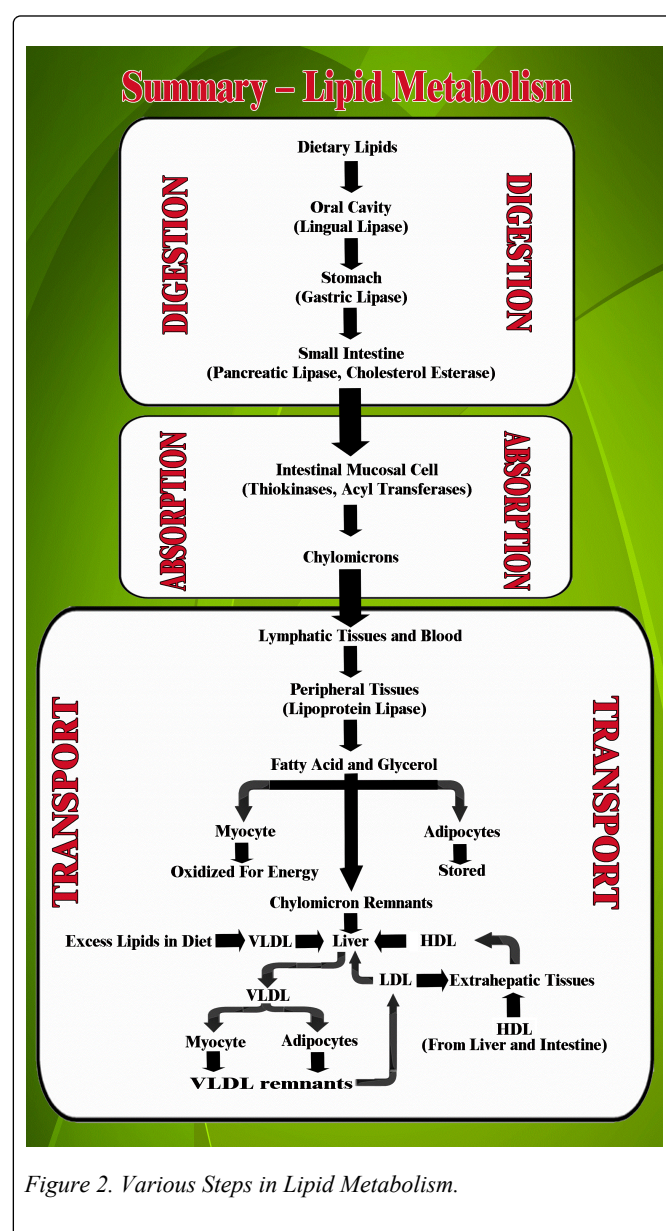 Summary – Lipid Metabolism
DIGESTION
DIGESTION
Dietary Lipids
Oral Cavity
(Lingual Lipase)
Stomach
(Gastric Lipase)
Small Intestine
(Pancreatic Lipase, Cholesterol Esterase)
ABSORPTION
ABSORPTION
Intestinal Mucosal Cell
(Thiokinases, Acyl Transferases)
Chylomicrons
TRANSPORT
TRANSPORT
Lymphatic Tissues and Blood
Peripheral Tissues
(Lipoprotein Lipase)
Fatty Acid and Glycerol
Myocyte
Adipocytes
Oxidized For Energy
Stored
Chylomicron Remnants
Excess Lipids in Diet
VLDL
Liver
HDL
VLDL
LDL
Extrahepatic Tissues
Myocyte
Adipocytes
HDL
(From Liver and Intestine)
VLDL remnants
Figure 2. Various Steps in Lipid Metabolism.